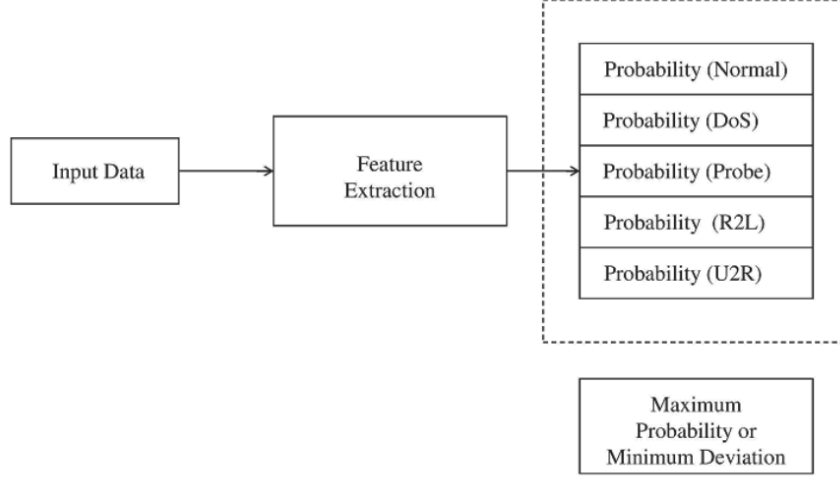 Input Data
Feature
Extraction
Probability (Normal)
Probability (DoS)
Probability (Probe)
Probability (R2L)
Probability (U2R)
Maximum
Probability or
Minimum Deviation